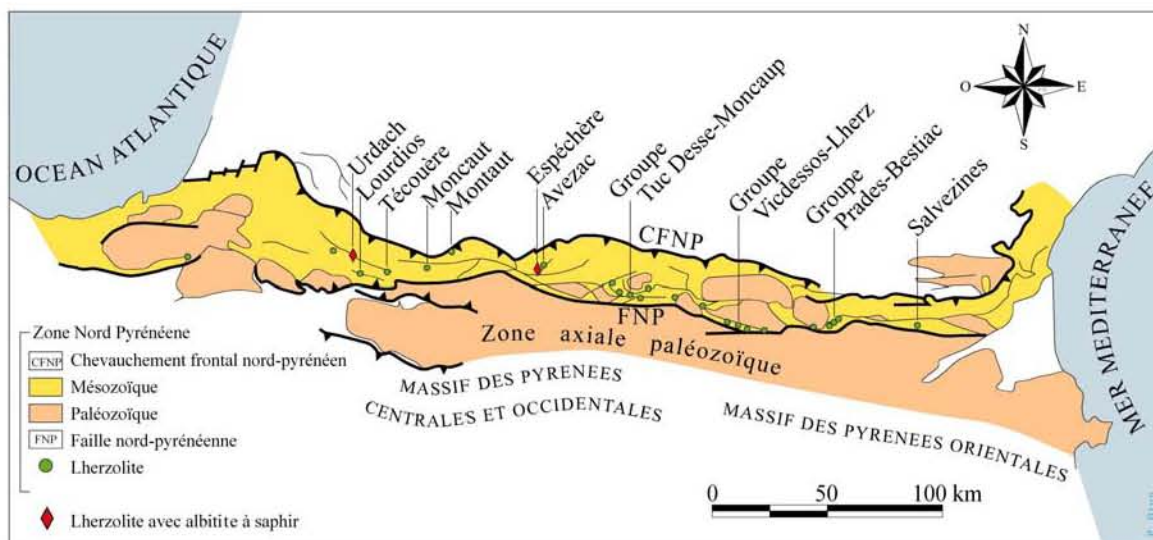 OCEAN ATLANTIQUE
Urdach
Lourdios
Técouère
Moncaut
Montaut
Espéchère
Avezac
Groupe
Tuc Desse-Moncaup
Groupe
Vicdessos-Lherz
Groupe
Prades-Bestiac
Salvezines
N
O
E
S
CFNP
FNP
Zone axiale paléozoïque
MER MEDITERRANEE
MASSIF DES PYRENEES
CENTRALES ET OCCIDENTALES
MASSIF DES PYRENEES ORIENTALES
Zone Nord Pyrénéene
CFNP Chevauchement frontal nord-pyrénéen
Mésozoïque
Paléozoïque
FNP Faille nord-pyrénéenne
Lherzolite
Lherzolite avec albitite à saphir
0 50 100 km